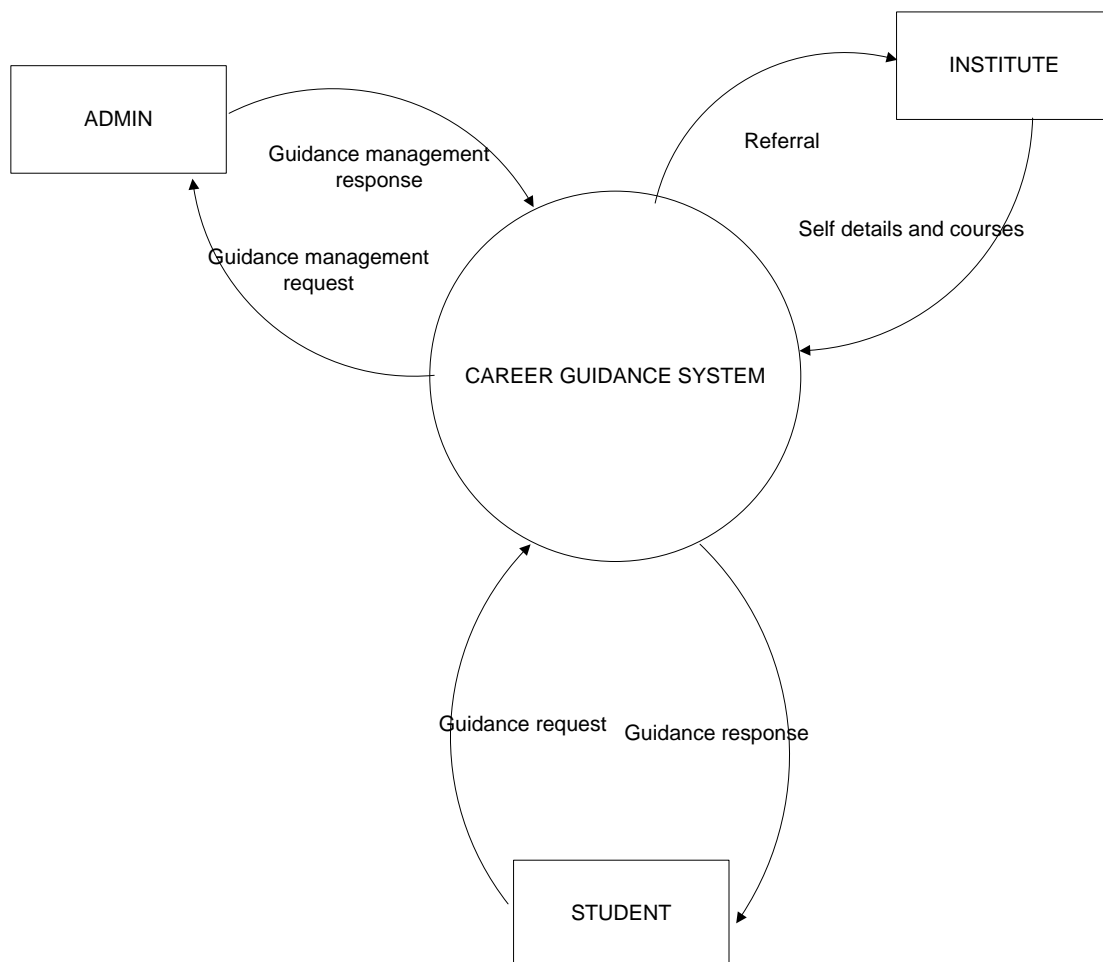 INSTITUTE
ADMIN
Referral
Guidance management
response
Self details and courses
Guidance management
request
CAREER GUIDANCE SYSTEM
Guidance request
Guidance response
STUDENT